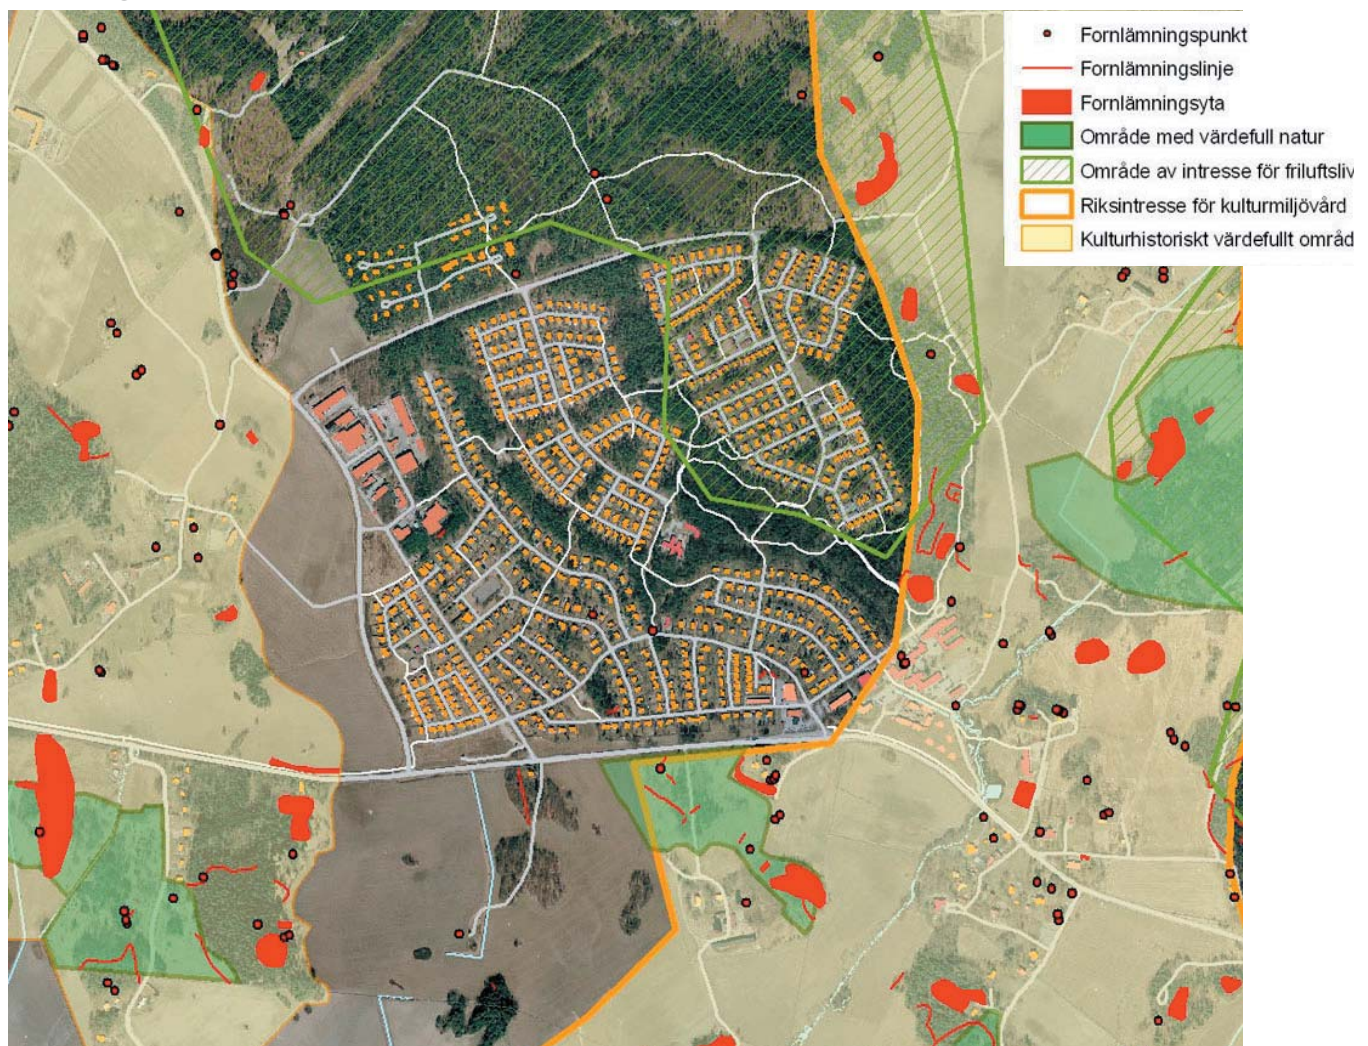 Fornlämningspunkt
Fornlämningslinje
Fornlämningsyta
Område med värdefull natur
Område av intresse för friluftsliv
Riksintresse för kulturmiljövård
Kulturhistoriskt värdefullt områd